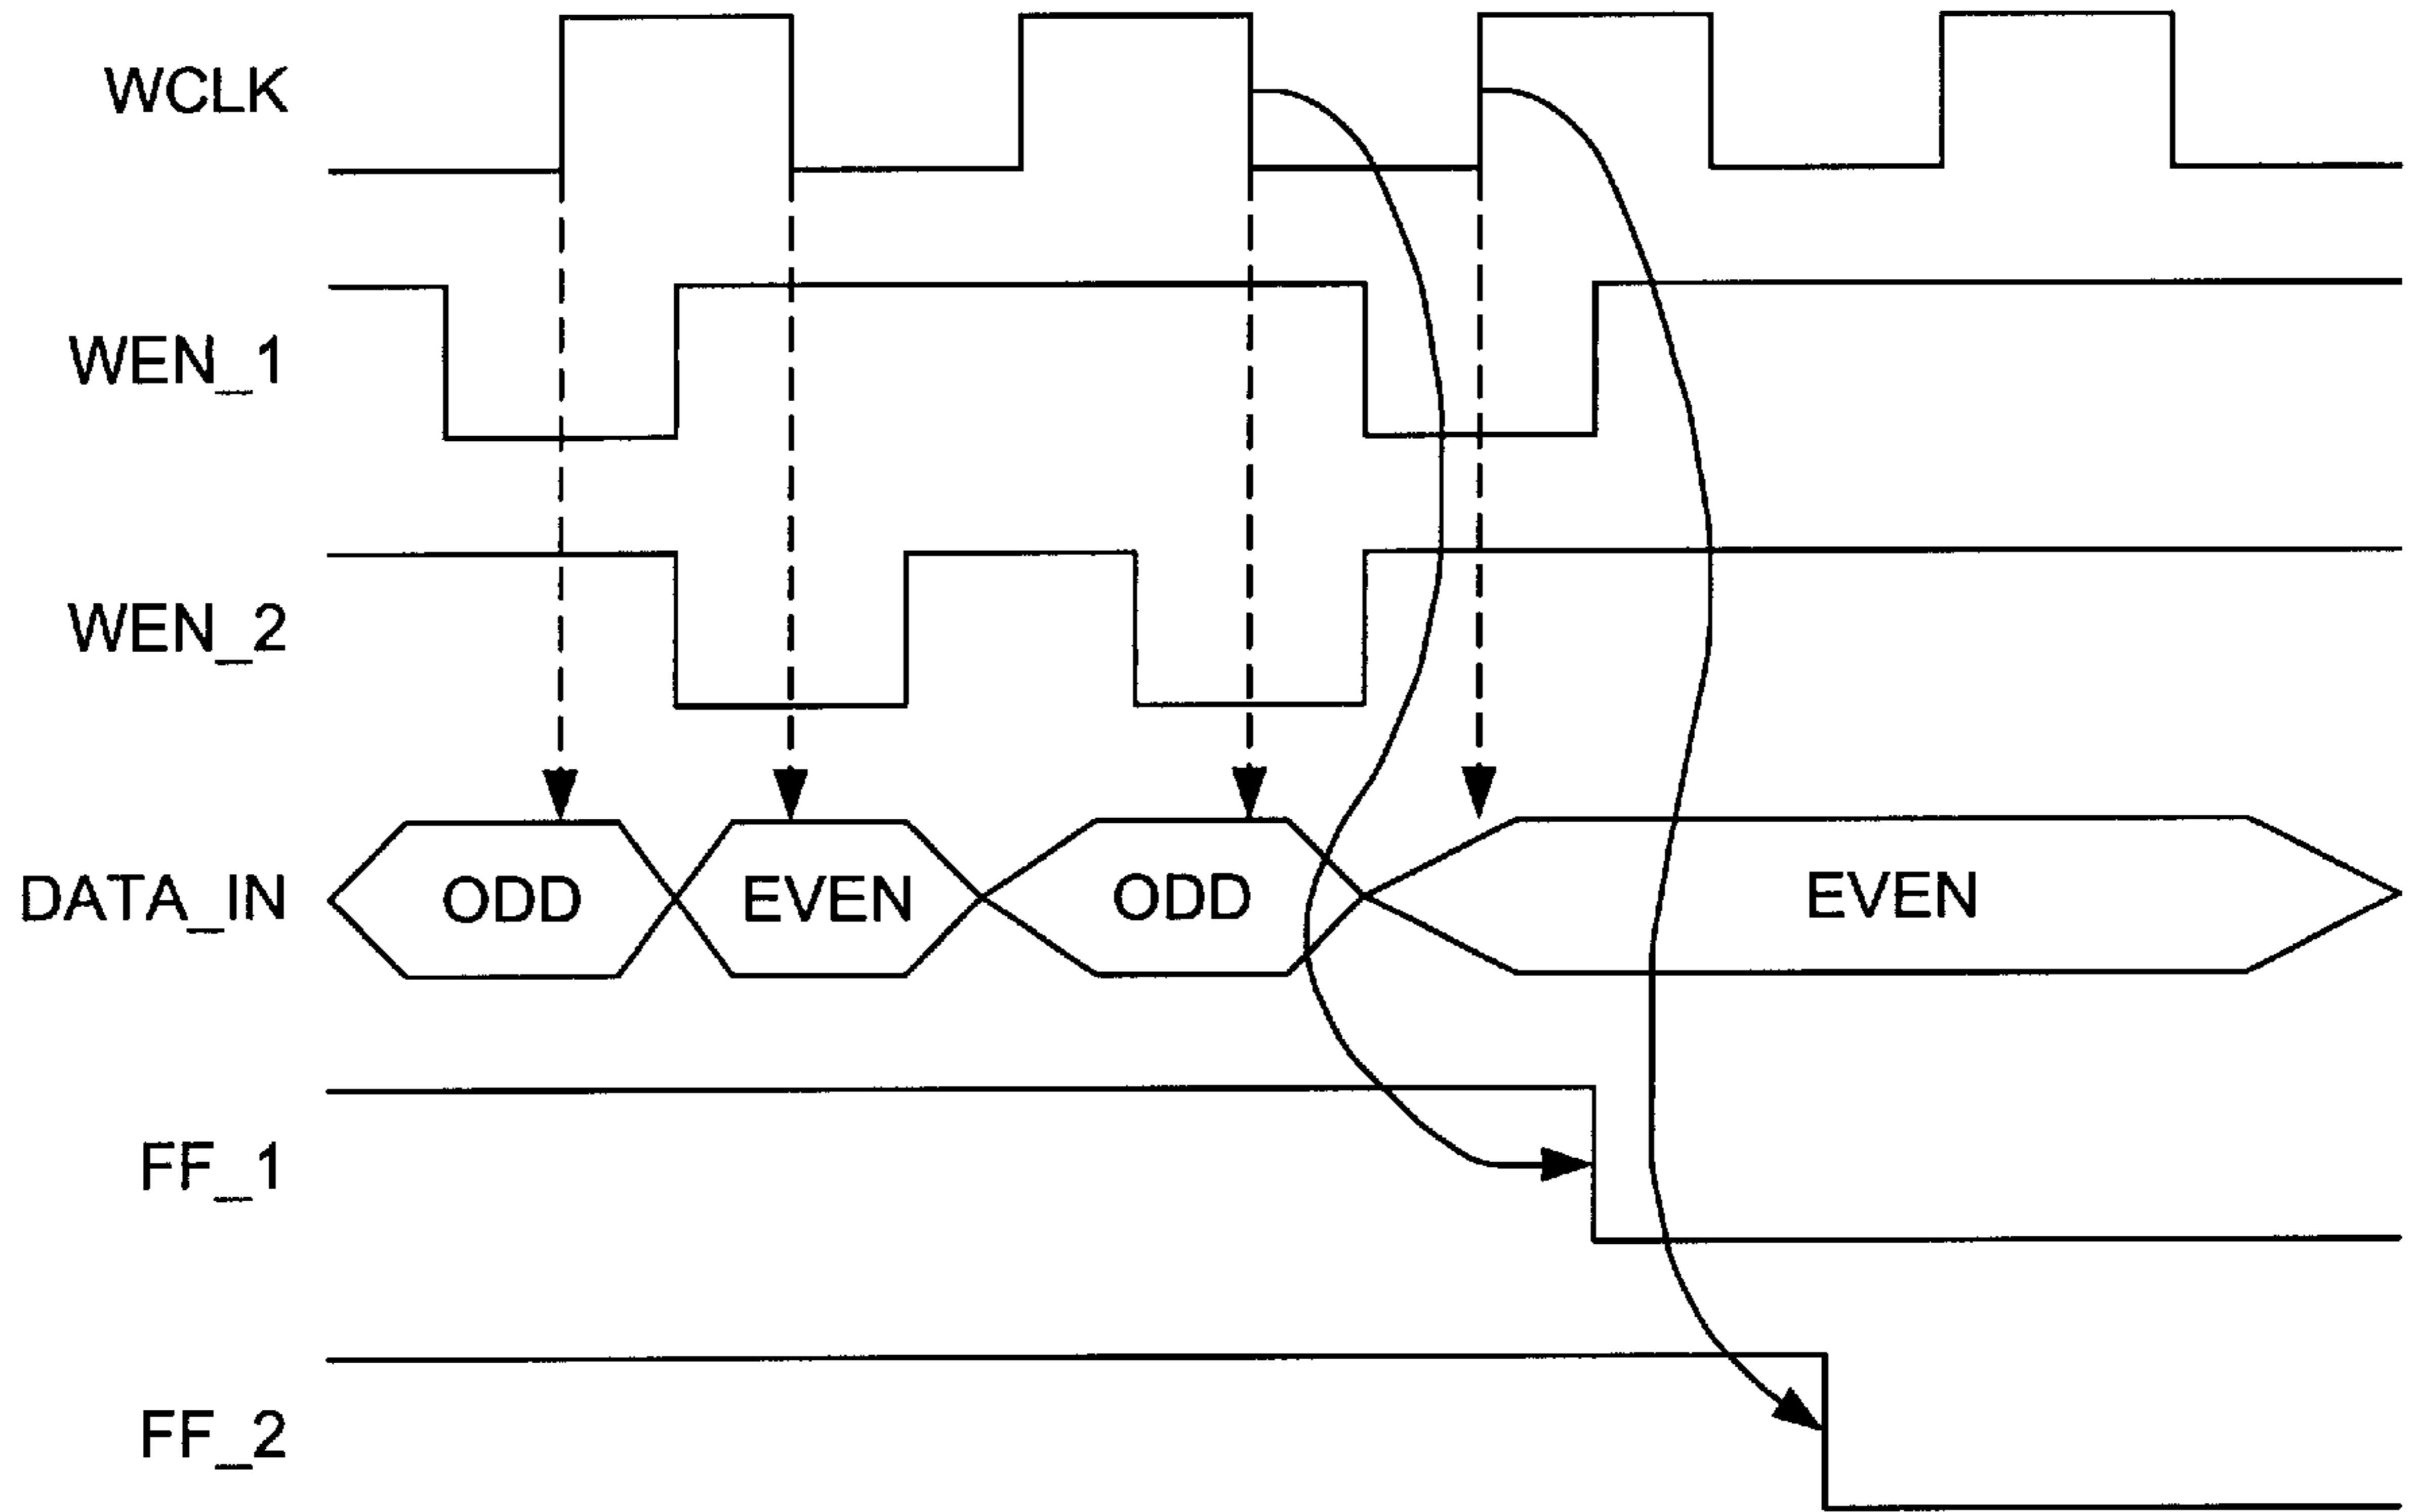 WCLK
WEN_1
WEN_2
DATA_IN ODD EVEN ODD EVEN
FF_1
FF_2